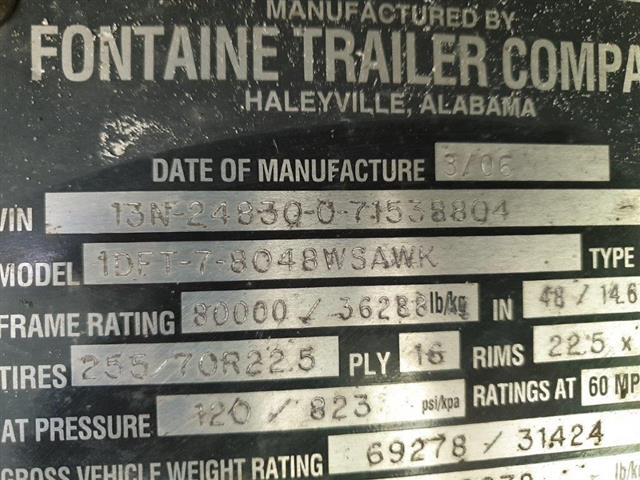 MANUFACTURED BY
FONTAINE TRAILER COMPA
HALEYVILLE, ALABAMA
DATE OF MANUFACTURE 3/06
VIN 13N-24830-0-71538804
MODEL 1DFT-7-8048WSAWK TYPE
FRAME RATING 80000 / 36288 lb/kg IN 48 / 14.6
TIRES 255/70R22.5 PLY 16 RIMS 22.5 x
AT PRESSURE 120 / 823 psi/kpa RATINGS AT 60 MP
GROSS VEHICLE WEIGHT RATING 69278 / 31424